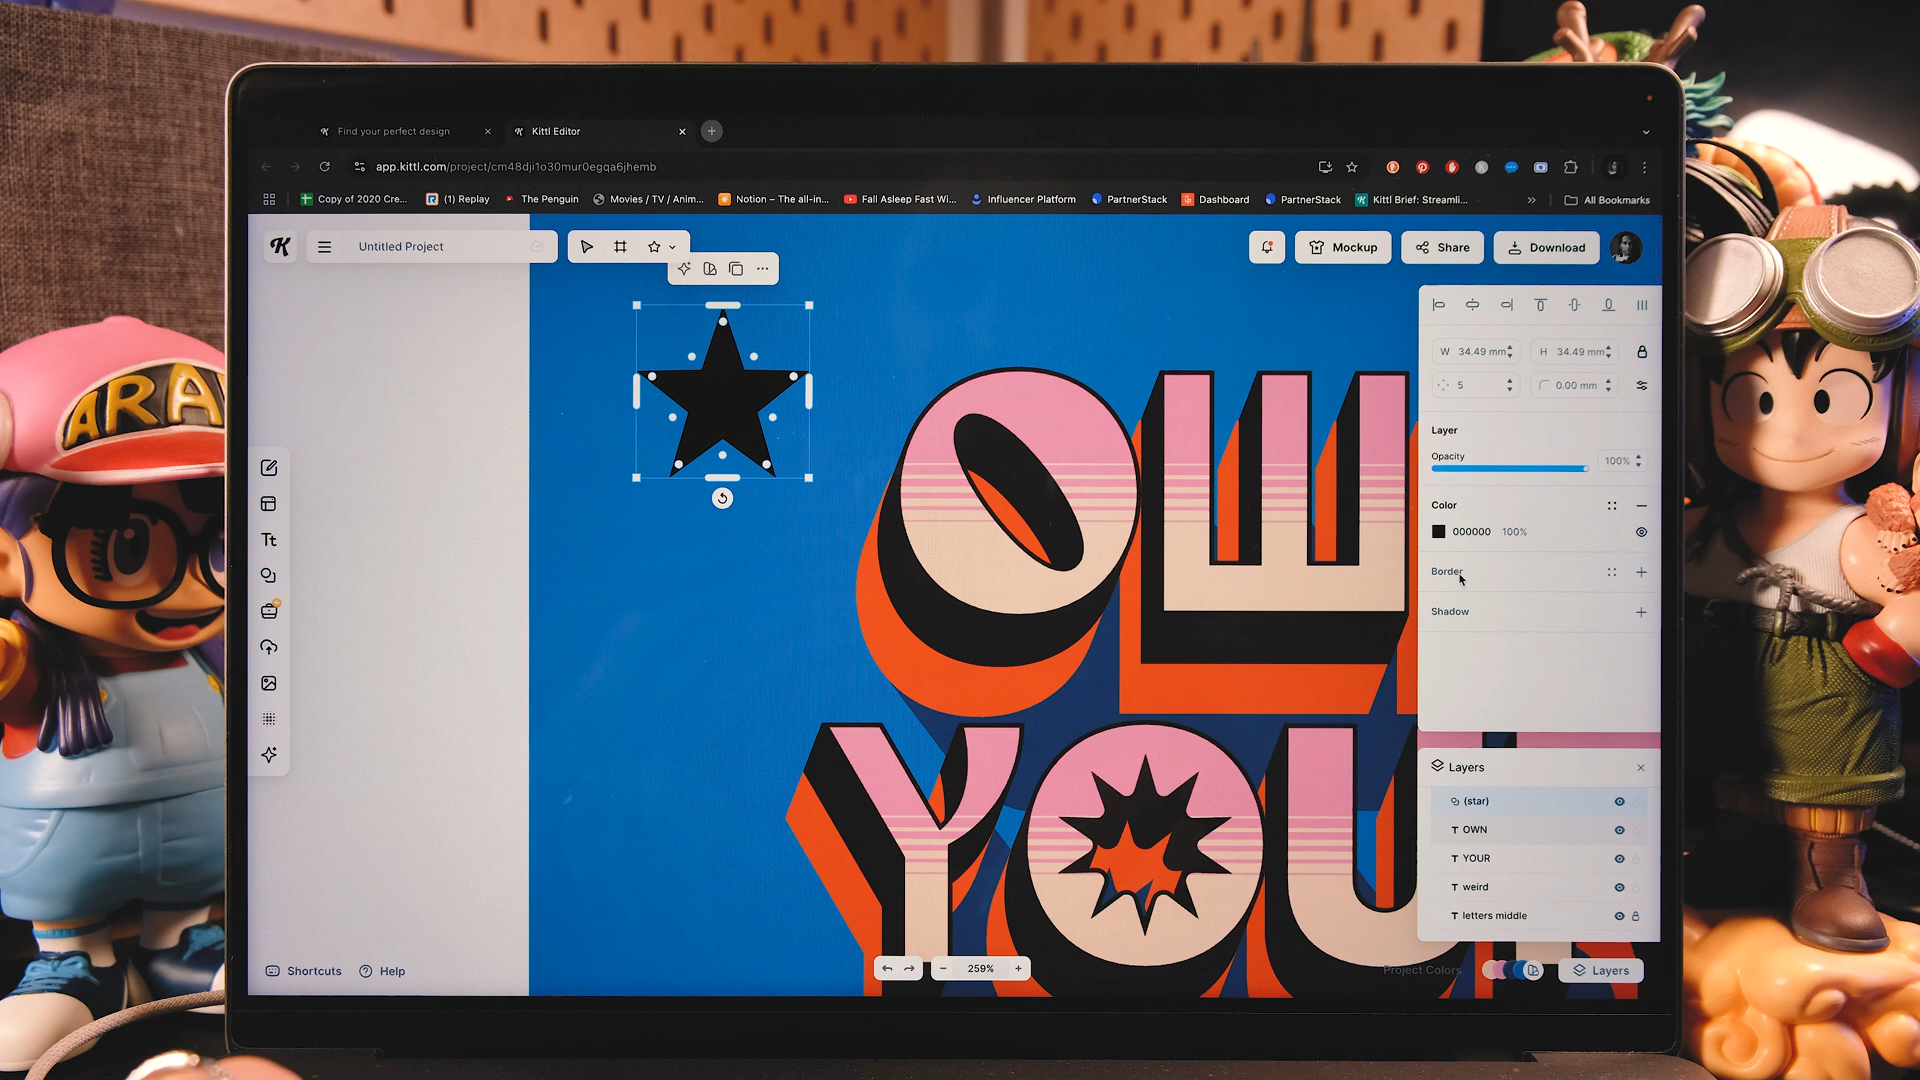 Find your perfect design
Kittl Editor
app.kittl.com/project/cm48dji1o30mur0egqa6jhemb
Copy of 2020 Cre...
(1) Replay
The Penguin
Movies / TV / Anim...
Notion – The all-in...
Fall Asleep Fast Wi...
Influencer Platform
PartnerStack
Dashboard
PartnerStack
Kittl Brief: Streamli...
All Bookmarks
K
Untitled Project
Mockup
Share
Download
W 34.49 mm
H 34.49 mm
5
0.00 mm
Layer
Opacity
100%
Color
000000 100%
Border
Shadow
Tt
OW
YOU
Layers
(star)
T OWN
T YOUR
T weird
T letters middle
Shortcuts
Help
259%
Project Colors
Layers
ARA